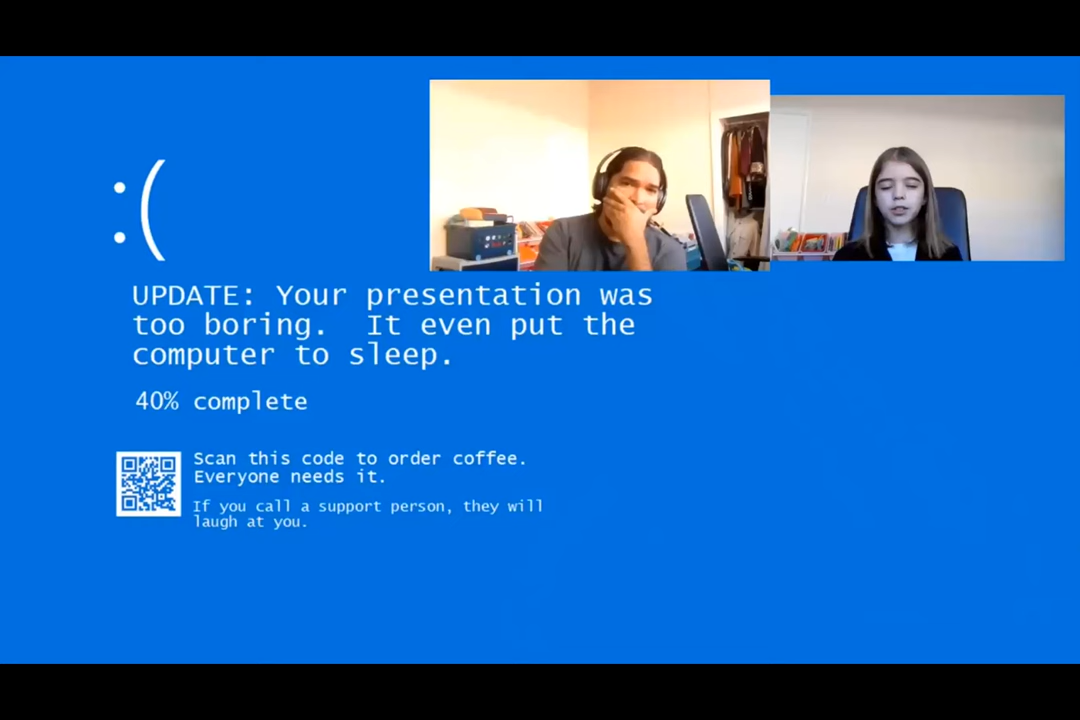 :(
UPDATE: Your presentation was
too boring.  It even put the
computer to sleep.
40% complete
Scan this code to order coffee.
Everyone needs it.
If you call a support person, they will
laugh at you.